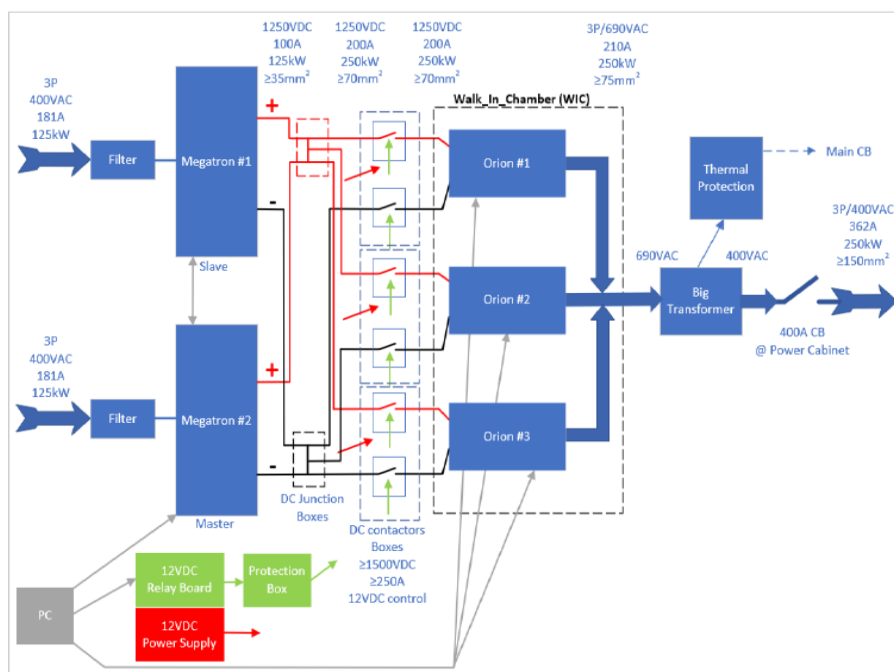 1250VDC
100A
125kW
≥35mm²
1250VDC
200A
250kW
≥70mm²
1250VDC
200A
250kW
≥70mm²
3P/690VAC
210A
250kW
≥75mm²
3P
400VAC
181A
125kW
Filter
Megatron #1
+
-
Slave
Walk_In_Chamber (WIC)
Orion #1
Orion #2
Orion #3
Thermal
Protection
Main CB
3P/400VAC
362A
250kW
≥150mm²
690VAC
400VAC
Big
Transformer
400A CB
@ Power Cabinet
3P
400VAC
181A
125kW
Filter
Megatron #2
+
-
Master
DC Junction
Boxes
DC contactors
Boxes
≥1500VDC
≥250A
12VDC control
PC
12VDC
Relay Board
Protection
Box
12VDC
Power Supply